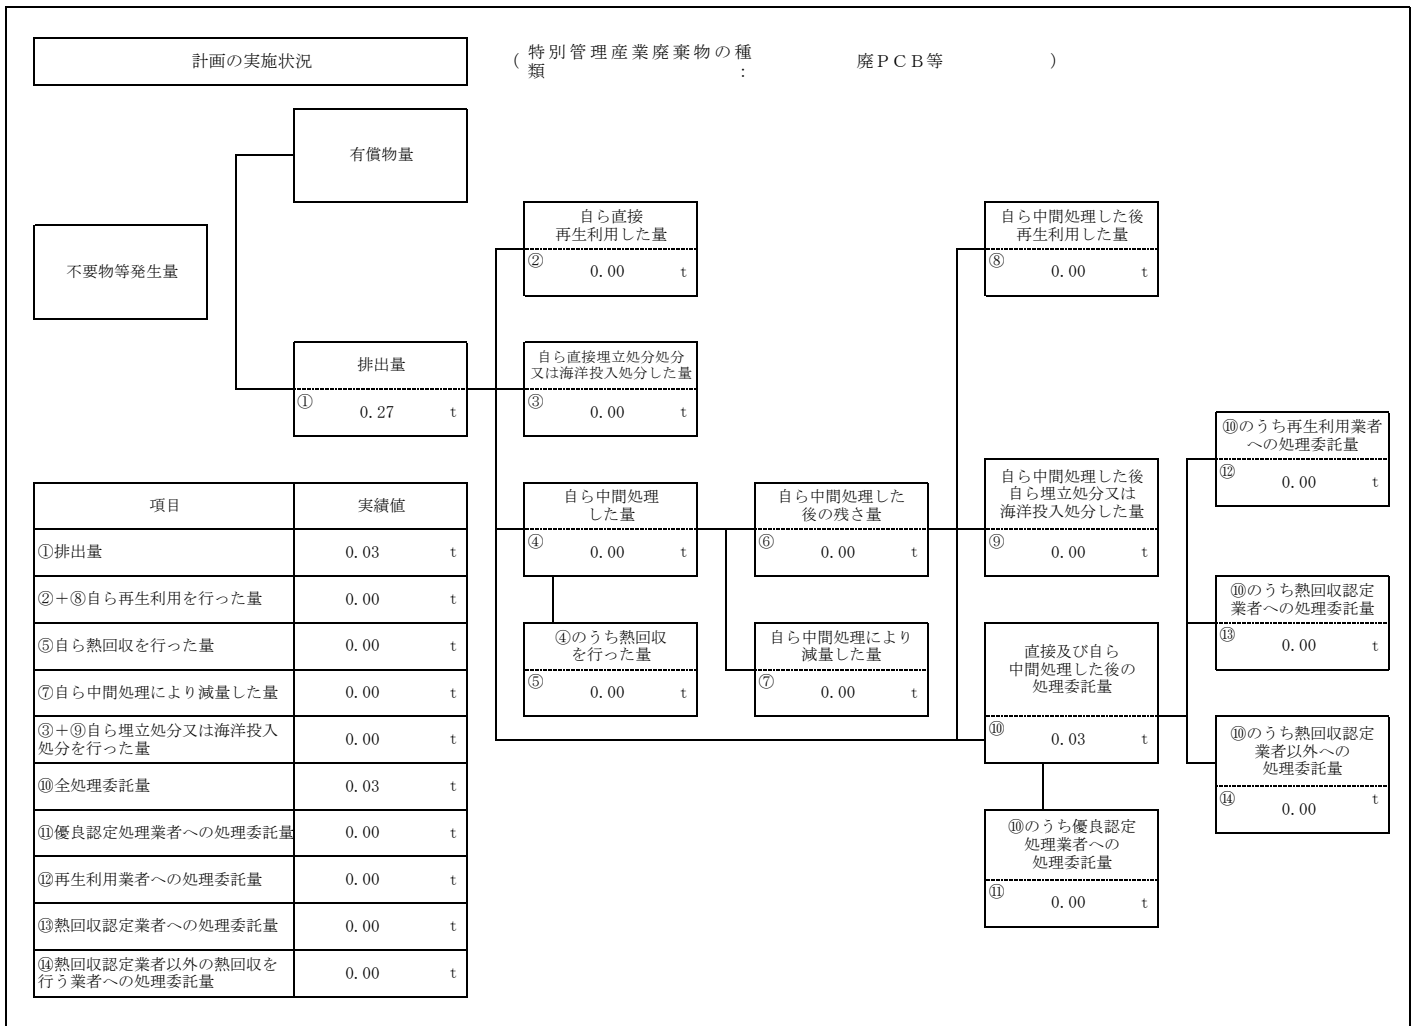 計画の実施状況
（ 特別管理産業廃棄物の種類 ： 廃ＰＣＢ等 ）
有償物量
不要物等発生量
排出量
① 0.27 t
自ら直接
再生利用した量
② 0.00 t
自ら直接埋立処分処分
又は海洋投入処分した量
③ 0.00 t
自ら中間処理
した量
④ 0.00 t
④のうち熱回収
を行った量
⑤ 0.00 t
自ら中間処理した
後の残さ量
⑥ 0.00 t
自ら中間処理により
減量した量
⑦ 0.00 t
自ら中間処理した後
再生利用した量
⑧ 0.00 t
自ら中間処理した後
自ら埋立処分又は
海洋投入処分した量
⑨ 0.00 t
直接及び自ら
中間処理した後の
処理委託量
⑩ 0.03 t
⑩のうち優良認定
処理業者への
処理委託量
⑪ 0.00 t
⑩のうち再生利用業者
への処理委託量
⑫ 0.00 t
⑩のうち熱回収認定
業者への処理委託量
⑬ 0.00 t
⑩のうち熱回収認定
業者以外への
処理委託量
⑭ 0.00 t
項目 実績値
①排出量 0.03 t
②＋⑧自ら再生利用を行った量 0.00 t
⑤自ら熱回収を行った量 0.00 t
⑦自ら中間処理により減量した量 0.00 t
③＋⑨自ら埋立処分又は海洋投入
処分を行った量 0.00 t
⑩全処理委託量 0.03 t
⑪優良認定処理業者への処理委託量 0.00 t
⑫再生利用業者への処理委託量 0.00 t
⑬熱回収認定業者への処理委託量 0.00 t
⑭熱回収認定業者以外の熱回収を
行う業者への処理委託量 0.00 t